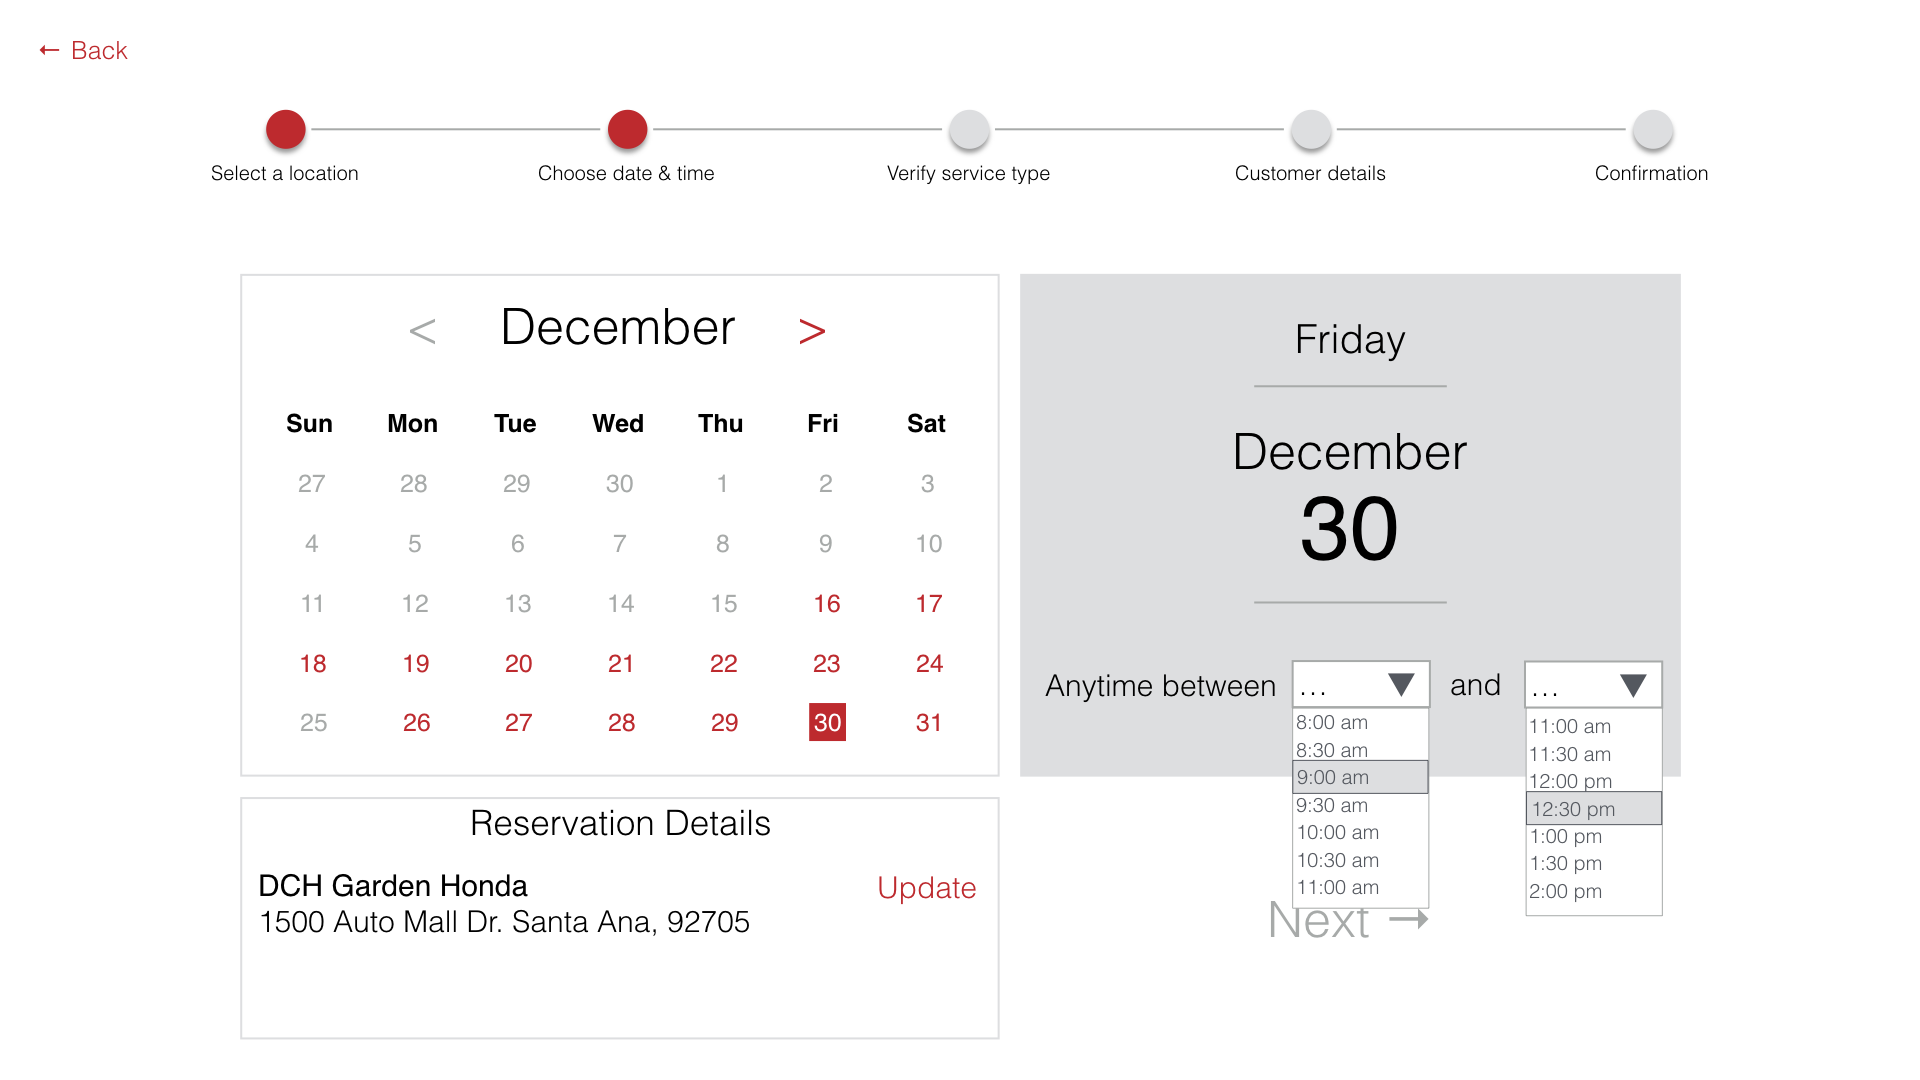 ← Back
Select a location
Choose date & time
Verify service type
Customer details
Confirmation
< December >
Sun Mon Tue Wed Thu Fri Sat
27 28 29 30 1 2 3
4 5 6 7 8 9 10
11 12 13 14 15 16 17
18 19 20 21 22 23 24
25 26 27 28 29 30 31
Friday
December
30
Anytime between ... and ...
8:00 am
8:30 am
9:00 am
9:30 am
10:00 am
10:30 am
11:00 am
11:00 am
11:30 am
12:00 pm
12:30 pm
1:00 pm
1:30 pm
2:00 pm
Reservation Details
DCH Garden Honda
Update
1500 Auto Mall Dr. Santa Ana, 92705
Next →